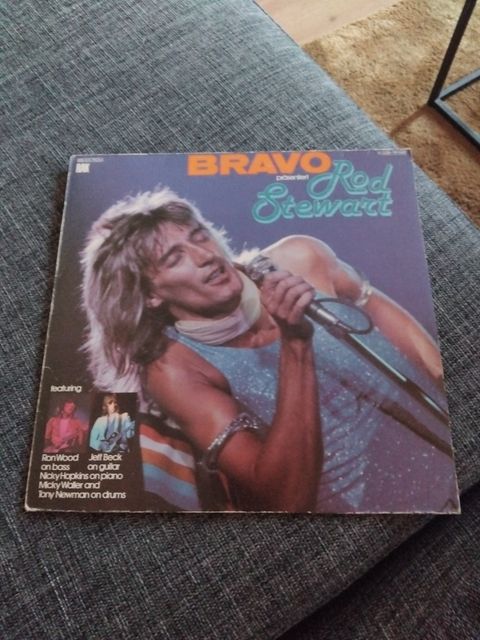 RAK
BRAVO
präsentiert
Rod
Stewart
featuring:
Ron Wood
on bass
Jeff Beck
on guitar
Nicky Hopkins on piano
Micky Waller and
Tony Newman on drums